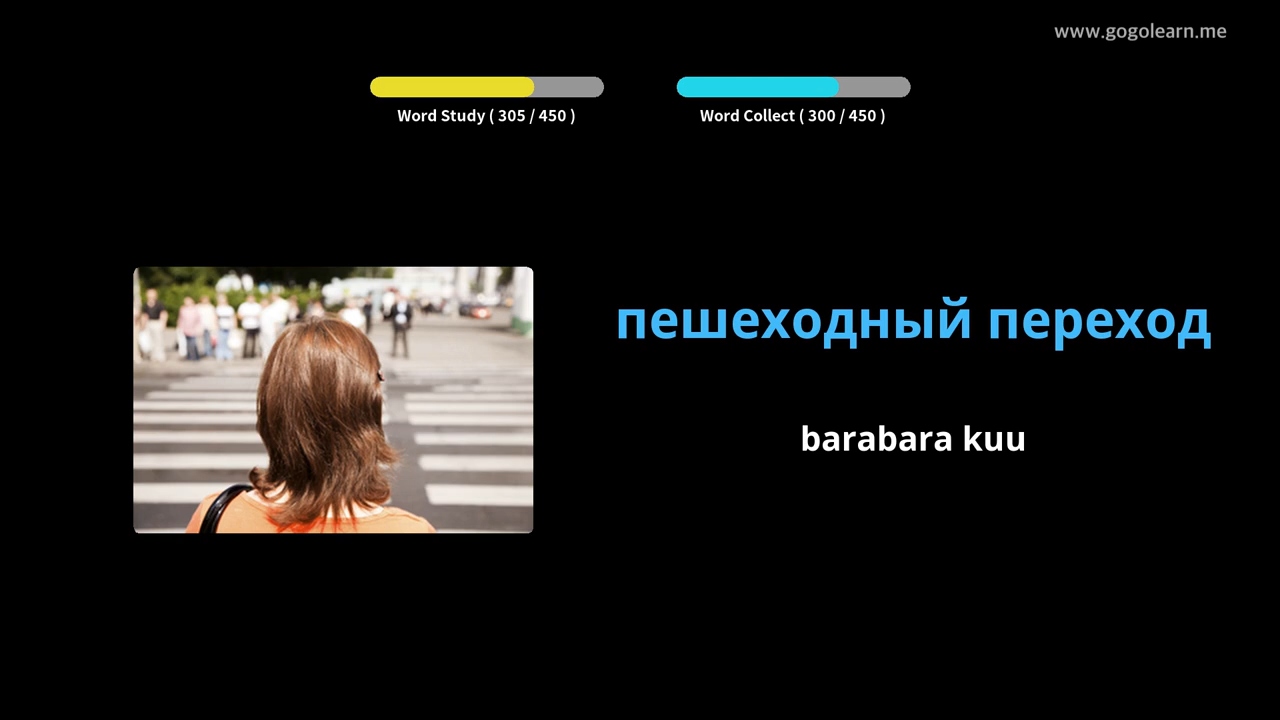 www.gogolearn.me
Word Study ( 305 / 450 )
Word Collect ( 300 / 450 )
пешеходный переход
barabara kuu